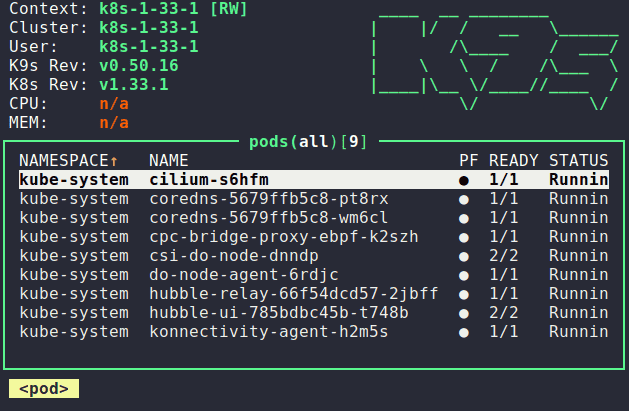 Context: k8s-1-33-1 [RW]
Cluster: k8s-1-33-1
User: k8s-1-33-1
K9s Rev: v0.50.16
K8s Rev: v1.33.1
CPU: n/a
MEM: n/a
pods(all)[9]
NAMESPACE↑ NAME PF READY STATUS
kube-system cilium-s6hfm ● 1/1 Runnin
kube-system coredns-5679ffb5c8-pt8rx ● 1/1 Runnin
kube-system coredns-5679ffb5c8-wm6cl ● 1/1 Runnin
kube-system cpc-bridge-proxy-ebpf-k2szh ● 1/1 Runnin
kube-system csi-do-node-dnndp ● 2/2 Runnin
kube-system do-node-agent-6rdjc ● 1/1 Runnin
kube-system hubble-relay-66f54dcd57-2jbff ● 1/1 Runnin
kube-system hubble-ui-785bdbc45b-t748b ● 2/2 Runnin
kube-system konnectivity-agent-h2m5s ● 1/1 Runnin
<pod>